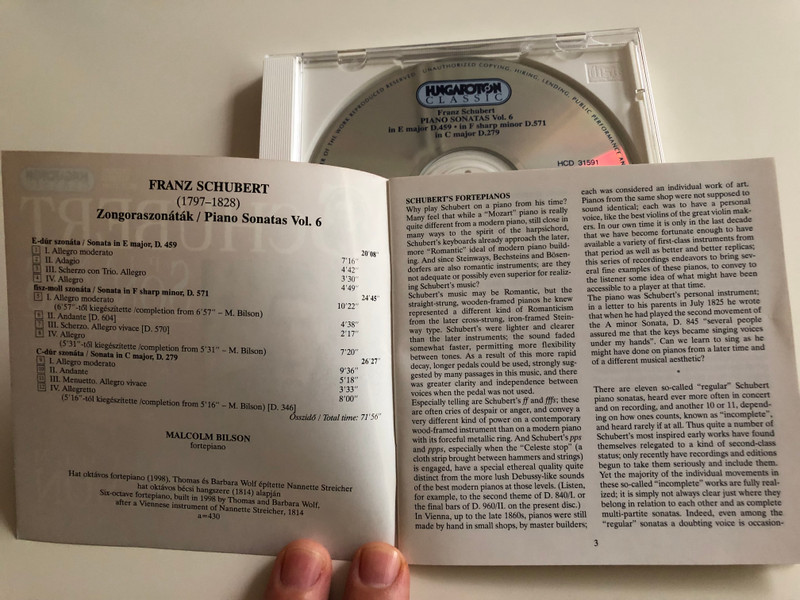 UNAUTHORIZED COPYING, HIRING, LENDING, PUBLIC PERFORMANCE AN
OF THE WORK REPRODUCED RESERVED.
HUNGAROTON
CLASSIC
Franz Schubert
PIANO SONATAS Vol. 6
in E major D.459 • in F sharp minor D.571
in C major D.279
HCD 31591
FRANZ SCHUBERT
(1797–1828)
Zongoraszonáták / Piano Sonatas Vol. 6
E-dúr szonáta / Sonata in E major, D. 459 20'08"
1 I. Allegro moderato 7'16"
2 II. Adagio 4'42"
3 III. Scherzo con Trio. Allegro 3'30"
4 IV. Allegro 4'49"
fisz-moll szonáta / Sonata in F sharp minor, D. 571 24'45"
5 I. Allegro moderato 10'22"
(6'57"-től kiegészítette /completion from 6'57" – M. Bilson)
6 II. Andante [D. 604] 4'38"
7 III. Scherzo. Allegro vivace [D. 570] 2'17"
8 IV. Allegro 7'20"
(5'31"-től kiegészítette /completion from 5'31" – M. Bilson)
C-dúr szonáta / Sonata in C major, D. 279 26'27"
9 I. Allegro moderato 9'36"
10 II. Andante 5'18"
11 III. Menuetto. Allegro vivace 3'33"
12 IV. Allegretto 8'00"
(5'16"-tól kiegészítette /completion from 5'16" – M. Bilson) [D. 346]
Összidő / Total time: 71'56"
MALCOLM BILSON
fortepiano
Hat oktávos fortepiano (1998), Thomas és Barbara Wolf építette Nannette Streicher
hat oktávos bécsi hangszere (1814) alapján
Six-octave fortepiano, built in 1998 by Thomas and Barbara Wolf,
after a Viennese instrument of Nannette Streicher, 1814
a=430
SCHUBERT'S FORTEPIANOS
Why play Schubert on a piano from his time?
Many feel that while a "Mozart" piano is really
quite different from a modern piano, still close in
many ways to the spirit of the harpsichord,
Schubert's keyboards already approach the later,
more "Romantic" ideal of modern piano build-
ing. And since Steinways, Bechsteins and Bösen-
dorfers are also romantic instruments; are they
not adequate or possibly even superior for realiz-
ing Schubert's music?
Schubert's music may be Romantic, but the
straight-strung, wooden-framed pianos he knew
represented a different kind of Romanticism
from the later cross-strung, iron-framed Stein-
way type. Schubert's were lighter and clearer
than the later instruments; the sound faded
somewhat faster, permitting more flexibility
between tones. As a result of this more rapid
decay, longer pedals could be used, strongly sug-
gested by many passages in this music, and there
was greater clarity and independence between
voices when the pedal was not used.
Especially telling are Schubert's ff and fffs; these
are often cries of despair or anger, and convey a
very different kind of power on a contemporary
wood-framed instrument than on a modern piano
with its forceful metallic ring. And Schubert's pps
and ppps, especially when the "Celeste stop" (a
cloth strip brought between hammers and strings)
is engaged, have a special ethereal quality quite
distinct from the more lush Debussy-like sounds
of the best modern pianos at those levels. (Listen,
for example, to the second theme of D. 840/I. or
the final bars of D. 960/II. on the present disc.)
In Vienna, up to the late 1860s, pianos were still
made by hand in small shops, by master builders;
each was considered an individual work of art.
Pianos from the same shop were not supposed to
sound identical; each was to have a personal
voice, like the best violins of the great violin mak-
ers. In our own time it is only in the last decade
that we have become fortunate enough to have
available a variety of first-class instruments from
that period as well as better and better replicas;
this series of recordings endeavors to bring sev-
eral fine examples of these pianos, to convey to
the listener some idea of what might have been
accessible to a player at that time.
The piano was Schubert's personal instrument;
in a letter to his parents in July 1825 he wrote
that when he had played the second movement of
the A minor Sonata, D. 845 "several people
assured me that the keys became singing voices
under my hands". Can we learn to sing as he
might have done on pianos from a later time and
of a different musical aesthetic?
*
There are eleven so-called "regular" Schubert
piano sonatas, heard ever more often in concert
and on recording, and another 10 or 11, depend-
ing on how ones counts, known as "incomplete",
and heard rarely if at all. Thus quite a number of
Schubert's most inspired early works have found
themselves relegated to a kind of second-class
status; only recently have recordings and editions
begun to take them seriously and include them.
Yet the majority of the individual movements in
these so-called "incomplete" works are fully real-
ized; it is simply not always clear just where they
belong in relation to each other and as complete
multi-partite sonatas. Indeed, even among the
"regular" sonatas a doubting voice is occasion-
3